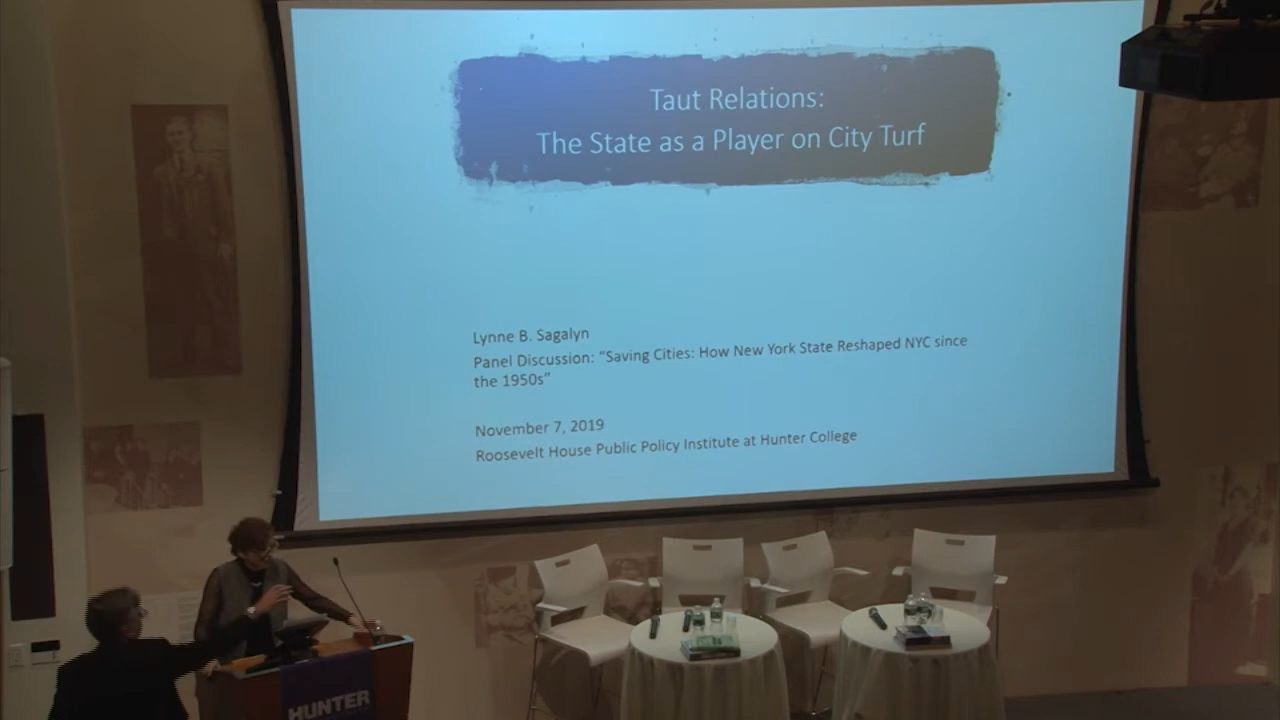 Taut Relations:
The State as a Player on City Turf
Lynne B. Sagalyn
Panel Discussion: “Saving Cities: How New York State Reshaped NYC since
the 1950s”
November 7, 2019
Roosevelt House Public Policy Institute at Hunter College
HUNTER